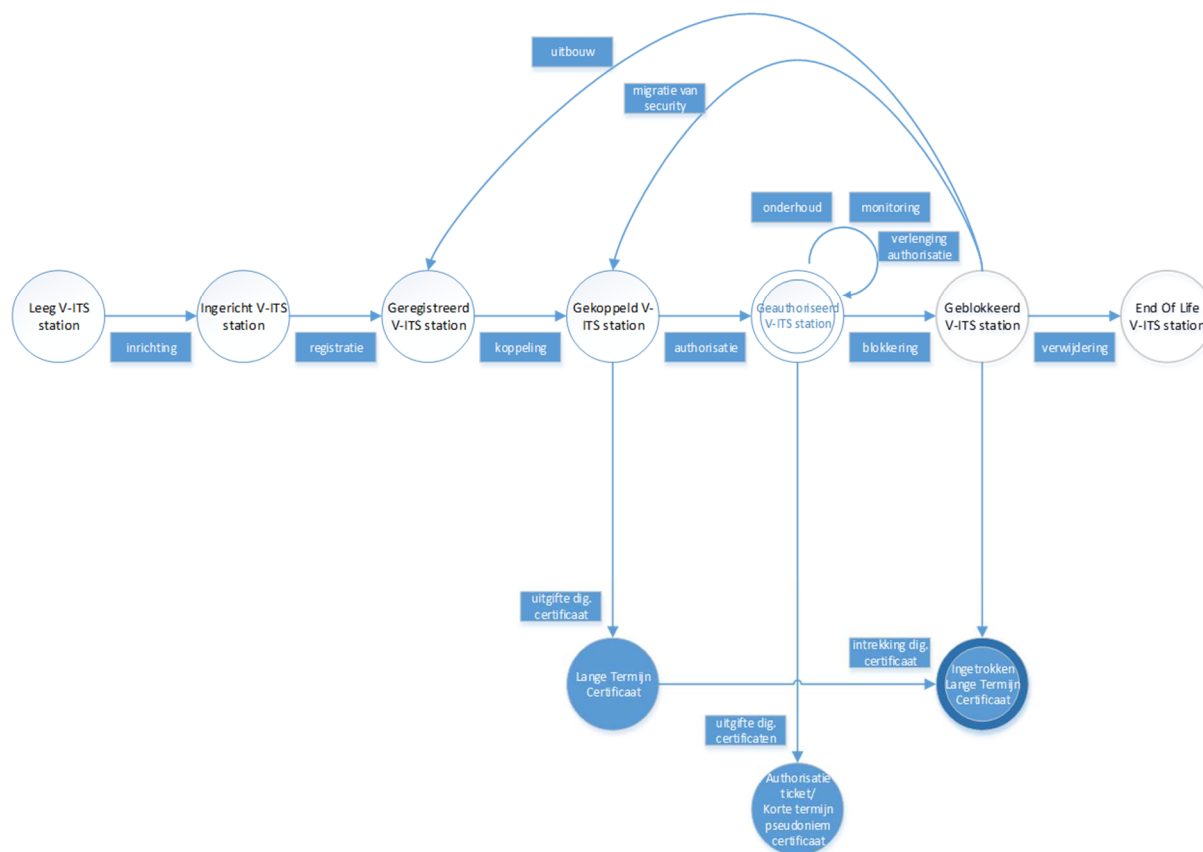 uitbouw
migratie van
security
onderhoud
monitoring
verlenging
authorisatie
Leeg V-ITS
station
Ingericht V-ITS
station
Geregistreerd
V-ITS station
Gekoppeld V-
ITS station
Geauthoriseerd
V-ITS station
Geblokkeerd
V-ITS station
End Of Life
V-ITS station
inrichting
registratie
koppeling
authorisatie
blokkering
verwijdering
uitgifte dig.
certificaat
intrekking dig.
certificaat
Lange Termijn
Certificaat
Ingetrokken
Lange Termijn
Certificaat
uitgifte dig.
certificaten
Authorisatie
ticket/
Korte termijn
pseudoniem
certificaat